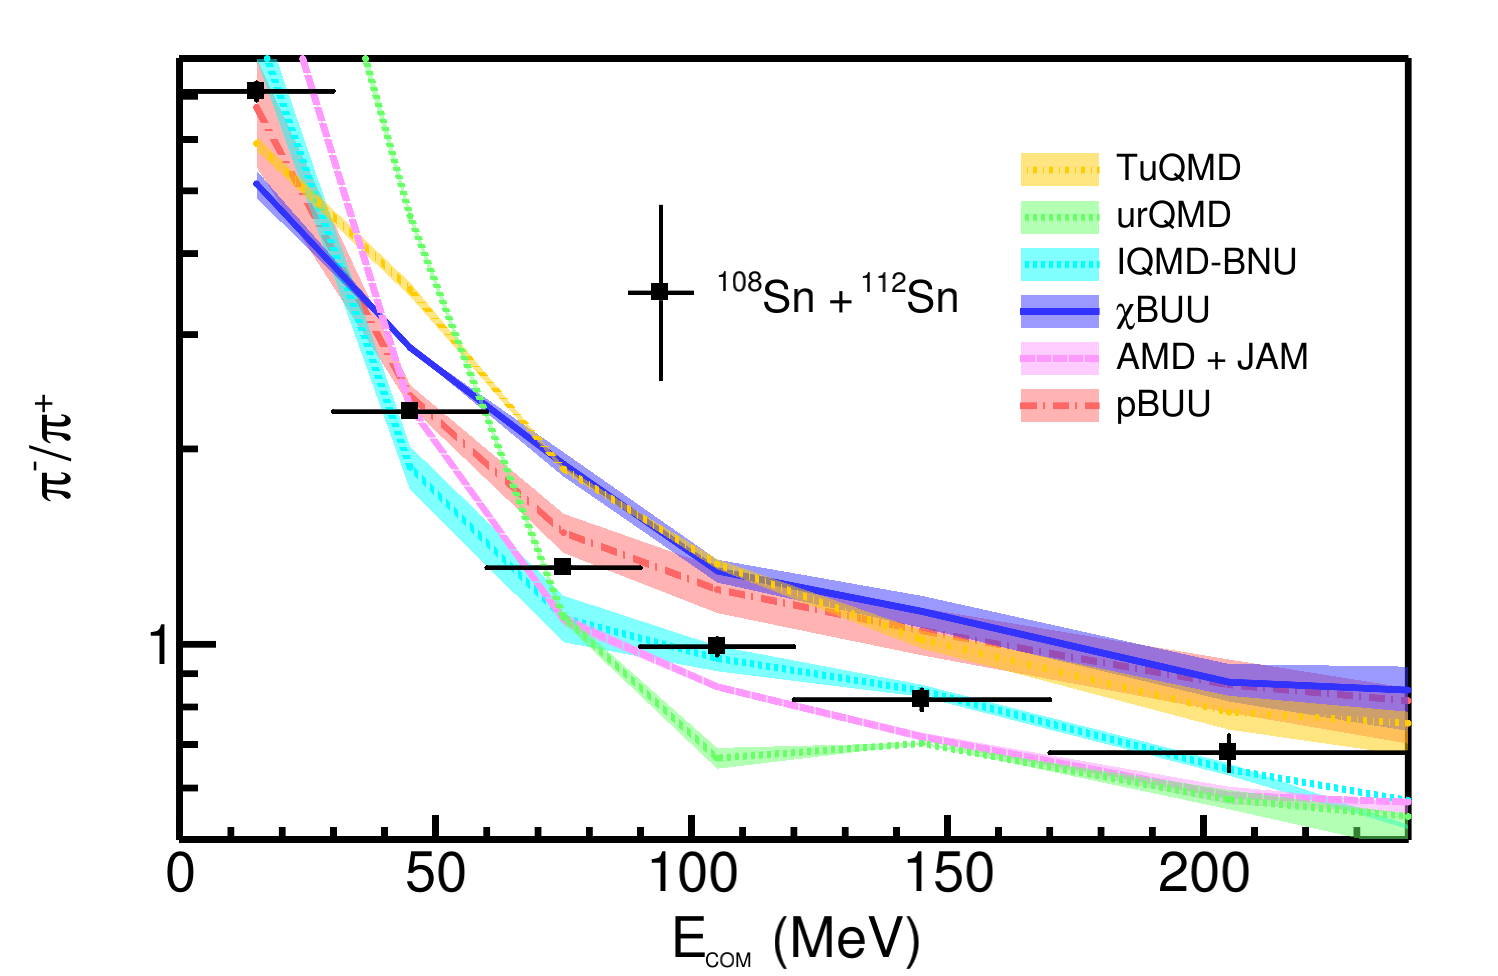 π⁻/π⁺
1
TuQMD
urQMD
IQMD-BNU
χBUU
AMD + JAM
pBUU
¹⁰⁸Sn + ¹¹²Sn
0 50 100 150 200
E_COM (MeV)